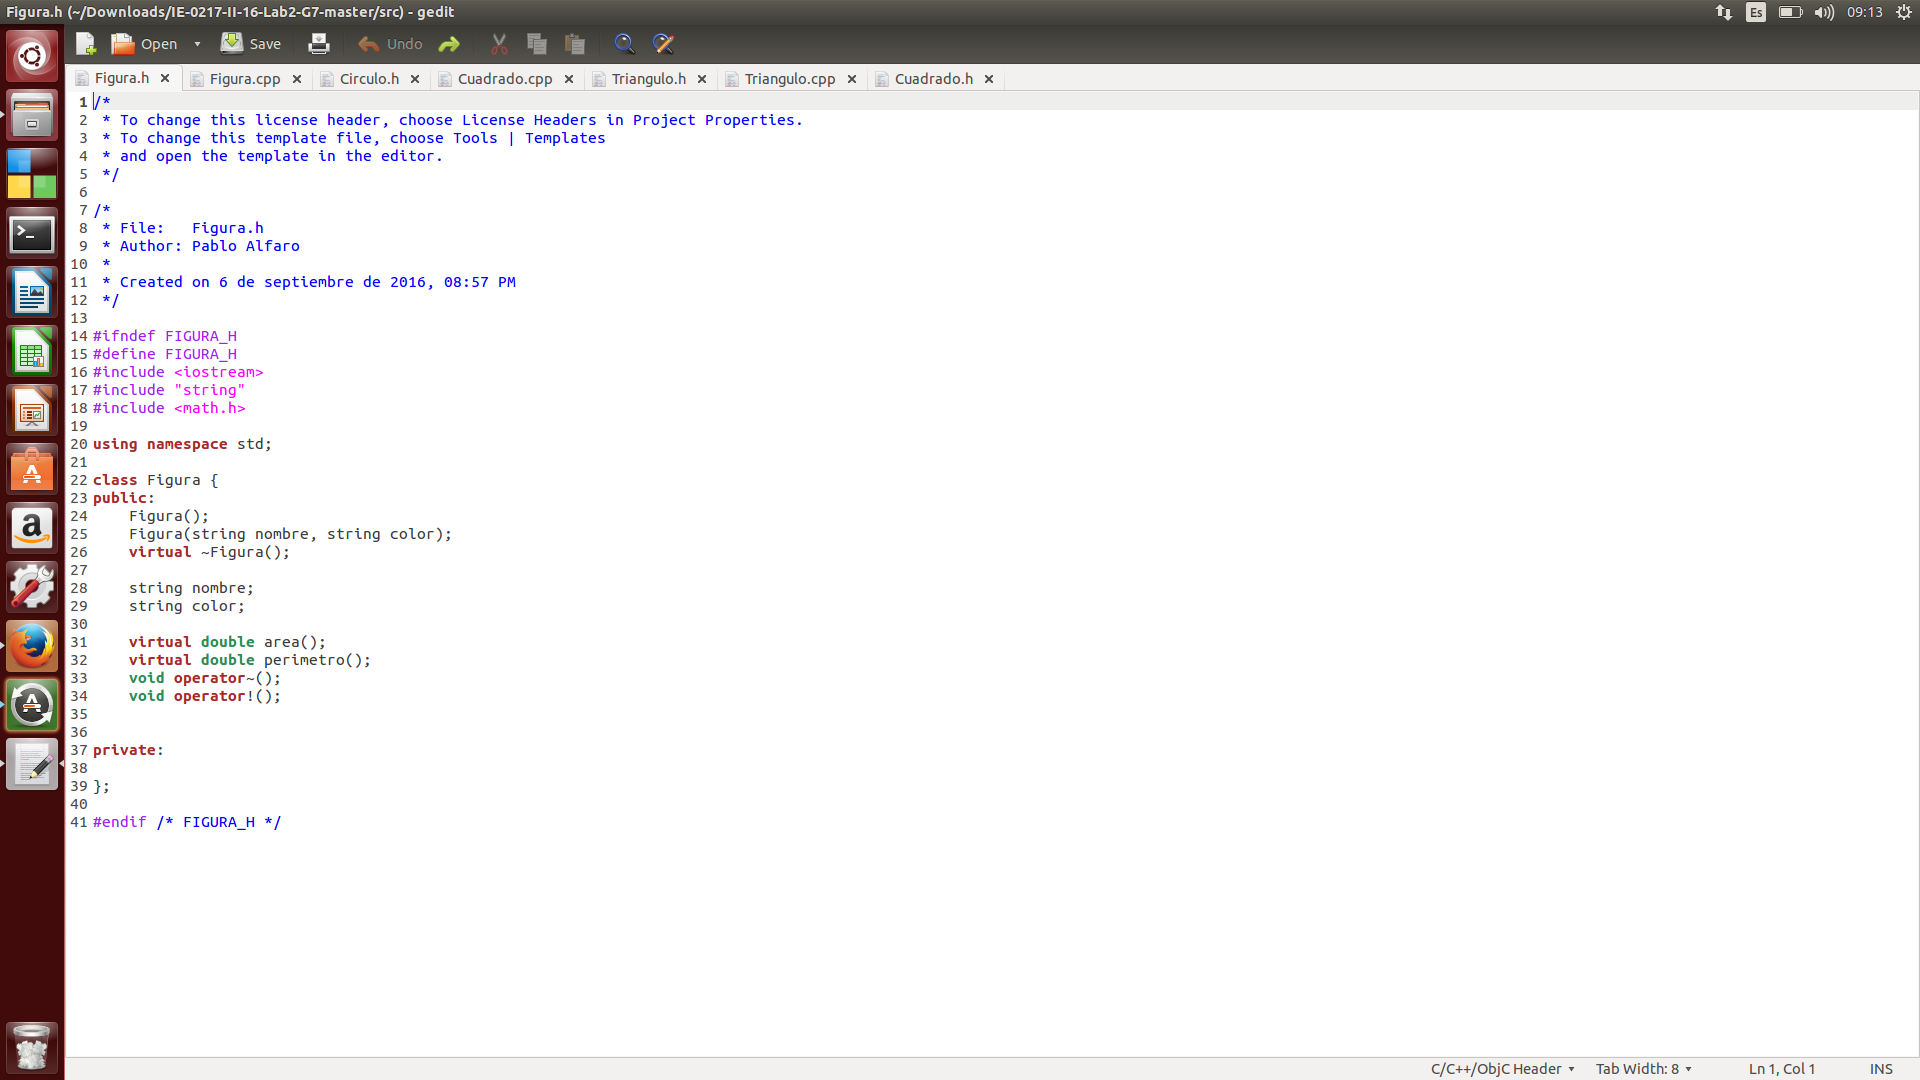 Figura.h (~/Downloads/IE-0217-II-16-Lab2-G7-master/src) - gedit
Es
09:13
Open
Save
Undo
Figura.h
Figura.cpp
Circulo.h
Cuadrado.cpp
Triangulo.h
Triangulo.cpp
Cuadrado.h
1 /*
2  * To change this license header, choose License Headers in Project Properties.
3  * To change this template file, choose Tools | Templates
4  * and open the template in the editor.
5  */
6
7 /*
8  * File:   Figura.h
9  * Author: Pablo Alfaro
10  *
11  * Created on 6 de septiembre de 2016, 08:57 PM
12  */
13
14 #ifndef FIGURA_H
15 #define FIGURA_H
16 #include <iostream>
17 #include "string"
18 #include <math.h>
19
20 using namespace std;
21
22 class Figura {
23 public:
24     Figura();
25     Figura(string nombre, string color);
26     virtual ~Figura();
27
28     string nombre;
29     string color;
30
31     virtual double area();
32     virtual double perimetro();
33     void operator~();
34     void operator!();
35
36
37 private:
38
39 };
40
41 #endif /* FIGURA_H */
C/C++/ObjC Header
Tab Width: 8
Ln 1, Col 1
INS